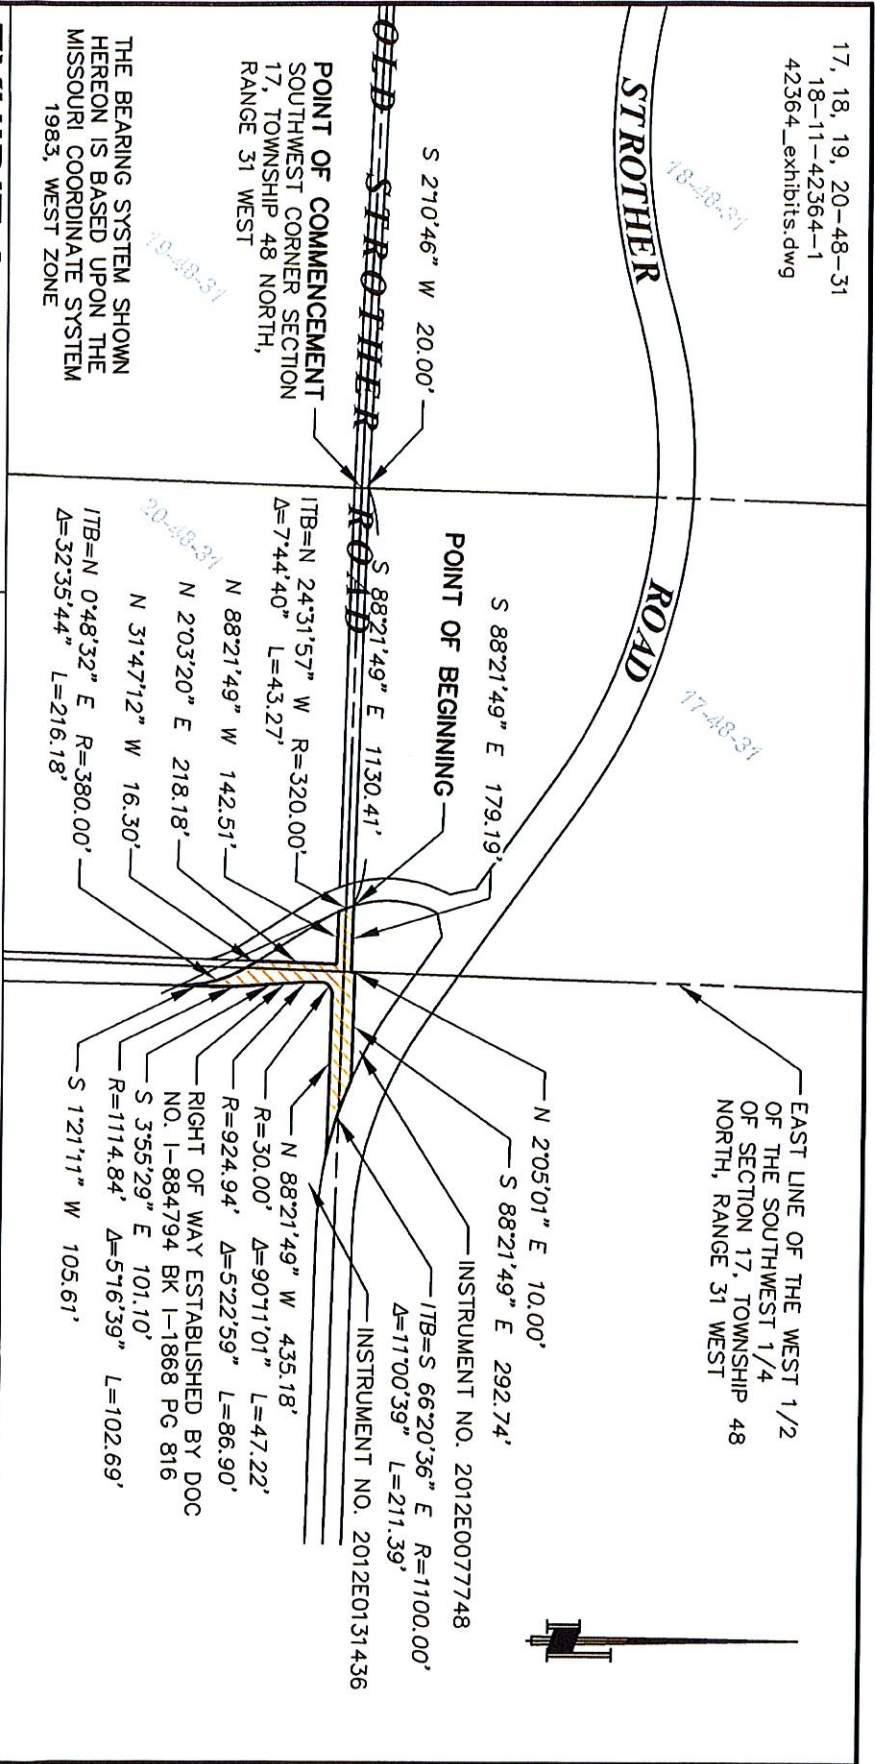 17, 18, 19, 20-48-31
18-11-42364-1
42364_exhibits.dwg
STROTHER
ROAD
18-48-31
17-48-31
19-48-31
20-48-31
EAST LINE OF THE WEST 1/2
OF THE SOUTHWEST 1/4
OF SECTION 17, TOWNSHIP 48
NORTH, RANGE 31 WEST
OLD STROTHER ROAD
S 2°10'46" W 20.00'
POINT OF COMMENCEMENT
SOUTHWEST CORNER SECTION
17, TOWNSHIP 48 NORTH,
RANGE 31 WEST
THE BEARING SYSTEM SHOWN
HEREON IS BASED UPON THE
MISSOURI COORDINATE SYSTEM
1983, WEST ZONE
S 88°21'49" E 179.19'
POINT OF BEGINNING
S 88°21'49" E 1130.41'
ITB=N 24°31'57" W R=320.00'
Δ=7°44'40" L=43.27'
N 88°21'49" W 142.51'
N 2°03'20" E 218.18'
N 31°47'12" W 16.30'
ITB=N 0°48'32" E R=380.00'
Δ=32°35'44" L=216.18'
N 2°05'01" E 10.00'
S 88°21'49" E 292.74'
INSTRUMENT NO. 2012E0077748
ITB=S 66°20'36" E R=1100.00'
Δ=11°00'39" L=211.39'
INSTRUMENT NO. 2012E0131436
N 88°21'49" W 435.18'
R=30.00' Δ=90°11'01" L=47.22'
R=924.94' Δ=5°22'59" L=86.90'
RIGHT OF WAY ESTABLISHED BY DOC
NO. I-884794 BK I-1868 PG 816
S 3°55'29" E 101.10'
R=1114.84' Δ=5°16'39" L=102.69'
S 1°21'11" W 105.61'